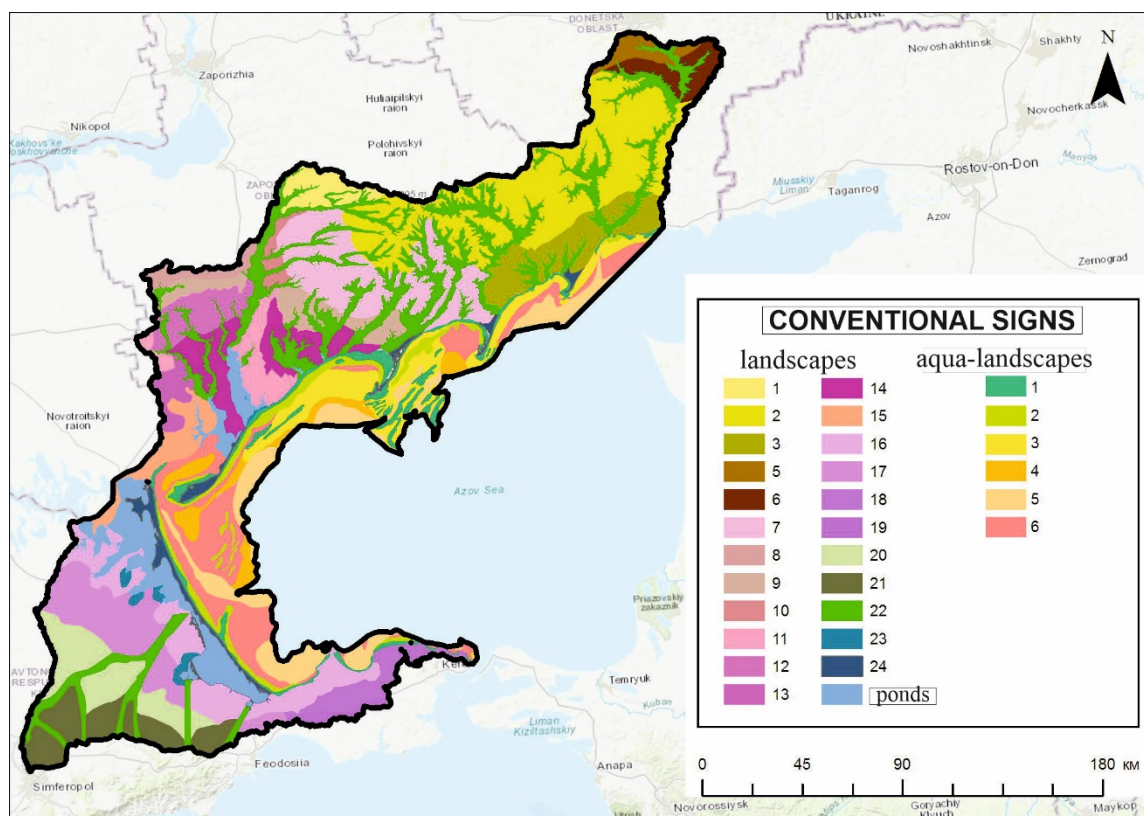 DONETSKA
OBLAST
UKRAINE
Novoshakhtinsk
Shakhty
N
Zaporizhia
Huliaipilskyi
raion
Novocherkassk
Nikopol
Polohivskyi
raion
Rostov-on-Don
Manyos
Miusskiy
Liman
Taganrog
Azov
Zernograd
Novotroitskyi
raion
Azov Sea
Priazovskiy
zakaznik
Temryuk
Kuban
Liman
Kiziltashskiy
Feodosiia
Anapa
Simferopol
Novorossiysk
Goryachiy
Klyuch
Maykop
CONVENTIONAL SIGNS
landscapes
1
2
3
5
6
7
8
9
10
11
12
13
14
15
16
17
18
19
20
21
22
23
24
ponds
aqua-landscapes
1
2
3
4
5
6
0 45 90 180 км